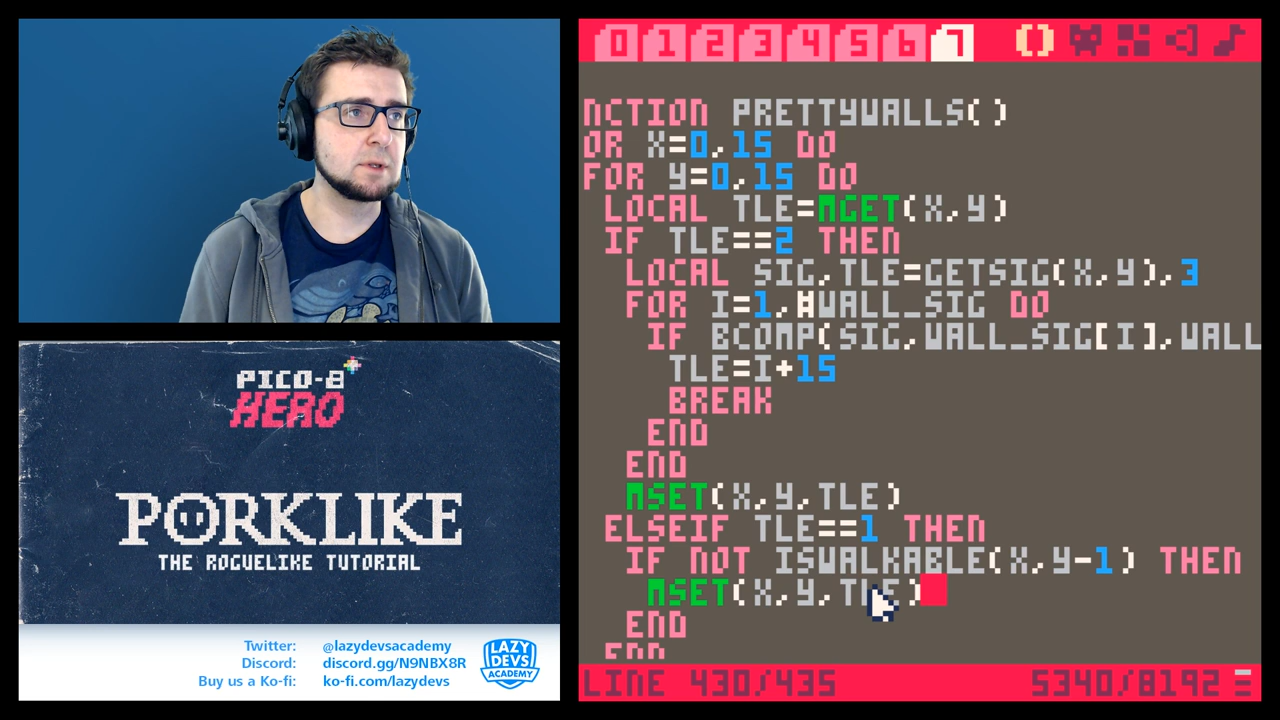 0 1 2 3 4 5 6 7
NCTION PRETTYWALLS()
OR X=0,15 DO
FOR Y=0,15 DO
LOCAL TLE=MGET(X,Y)
IF TLE==2 THEN
LOCAL SIG,TLE=GETSIG(X,Y),3
FOR I=1,#WALL_SIG DO
IF BCOMP(SIG,WALL_SIG[I],WALL
TLE=I+15
BREAK
END
END
MSET(X,Y,TLE)
ELSEIF TLE==1 THEN
IF NOT ISWALKABLE(X,Y-1) THEN
MSET(X,Y,TLE)
END
END
LINE 430/435 5340/8192
PICO-8
HERO
PORKLIKE
THE ROGUELIKE TUTORIAL
Twitter: @lazydevsacademy
Discord: discord.gg/N9NBX8R
Buy us a Ko-fi: ko-fi.com/lazydevs
LAZY
DEVS
ACADEMY